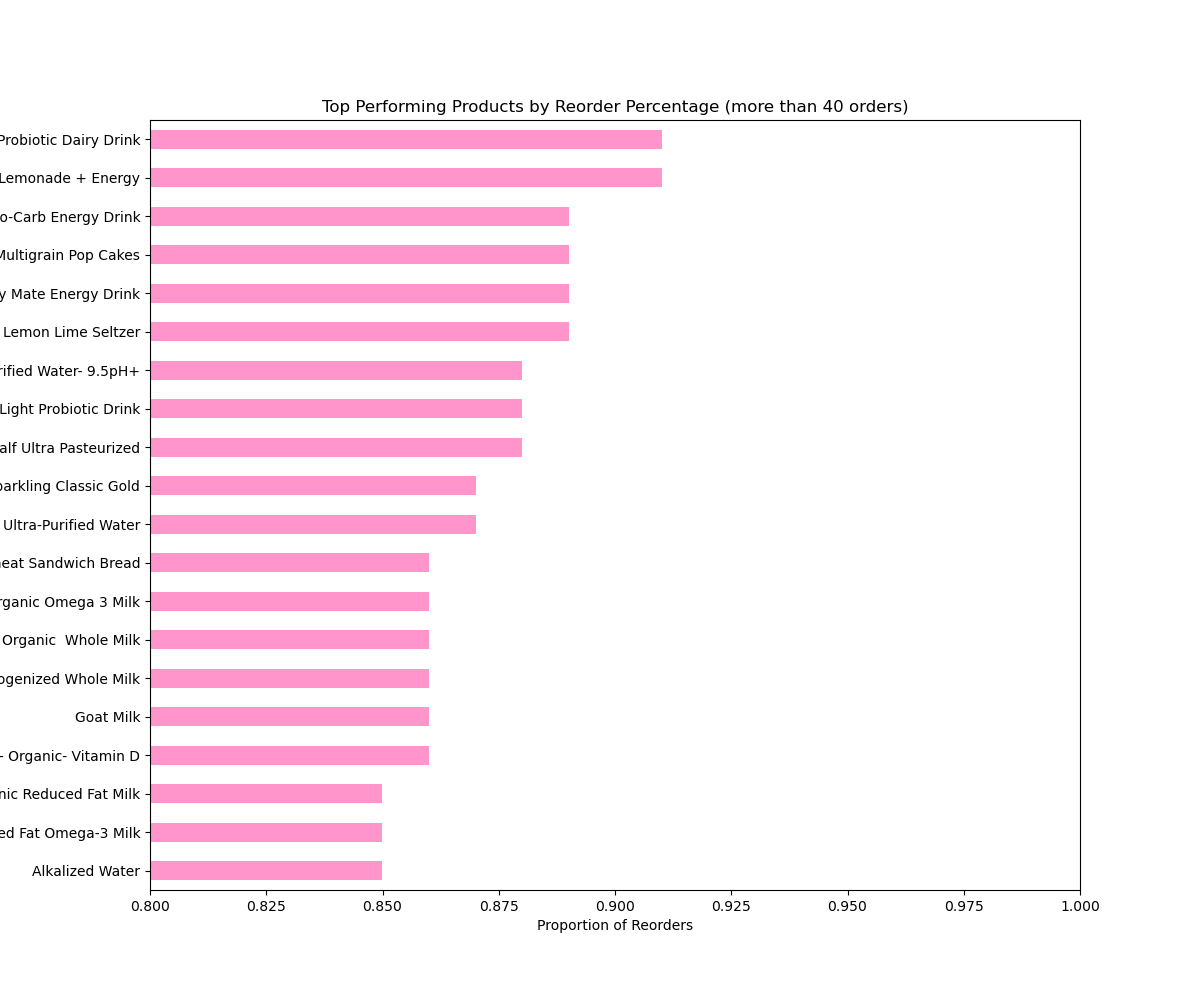 Top Performing Products by Reorder Percentage (more than 40 orders)
Probiotic Dairy Drink
Lemonade + Energy
o-Carb Energy Drink
Multigrain Pop Cakes
y Mate Energy Drink
Lemon Lime Seltzer
rified Water- 9.5pH+
Light Probiotic Drink
alf Ultra Pasteurized
parkling Classic Gold
Ultra-Purified Water
eat Sandwich Bread
rganic Omega 3 Milk
Organic  Whole Milk
ogenized Whole Milk
Goat Milk
- Organic- Vitamin D
nic Reduced Fat Milk
ed Fat Omega-3 Milk
Alkalized Water
0.800 0.825 0.850 0.875 0.900 0.925 0.950 0.975 1.000
Proportion of Reorders